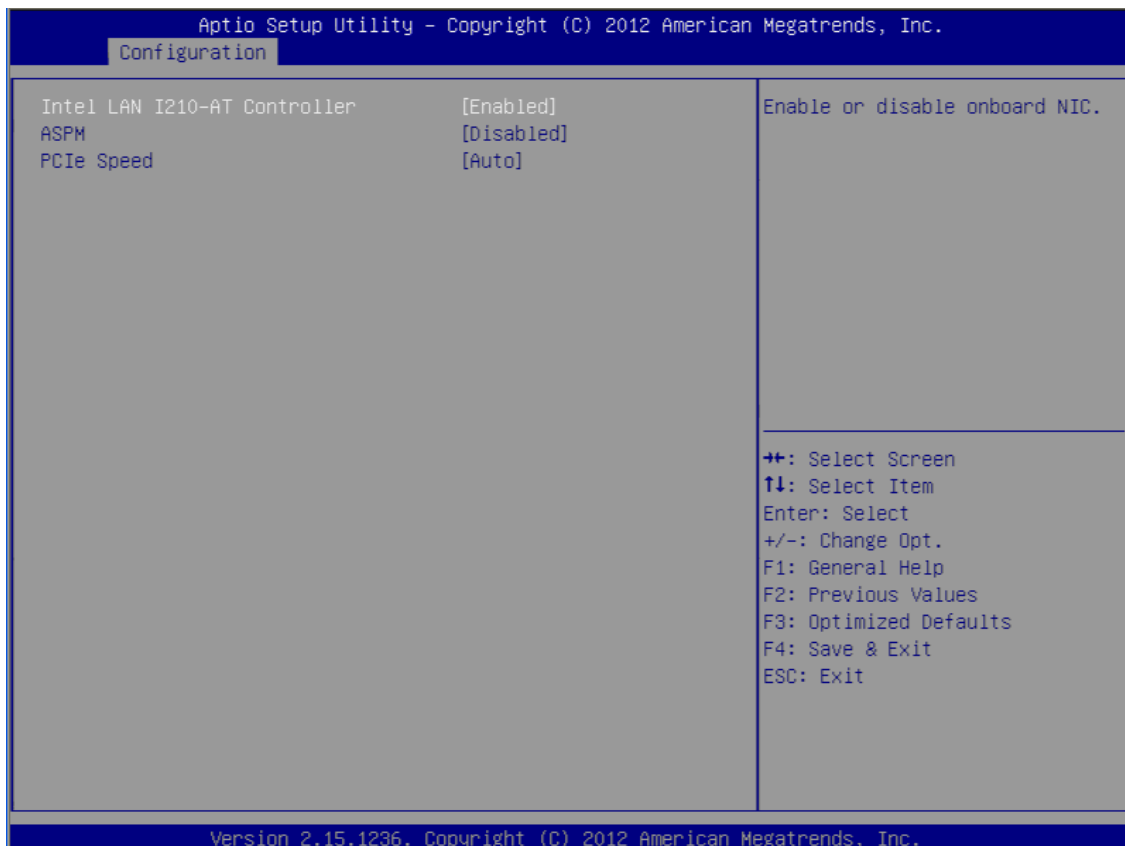 Aptio Setup Utility – Copyright (C) 2012 American Megatrends, Inc.
Configuration
Intel LAN I210-AT Controller [Enabled]
ASPM [Disabled]
PCIe Speed [Auto]
Enable or disable onboard NIC.
→←: Select Screen
↑↓: Select Item
Enter: Select
+/-: Change Opt.
F1: General Help
F2: Previous Values
F3: Optimized Defaults
F4: Save & Exit
ESC: Exit
Version 2.15.1236. Copyright (C) 2012 American Megatrends, Inc.